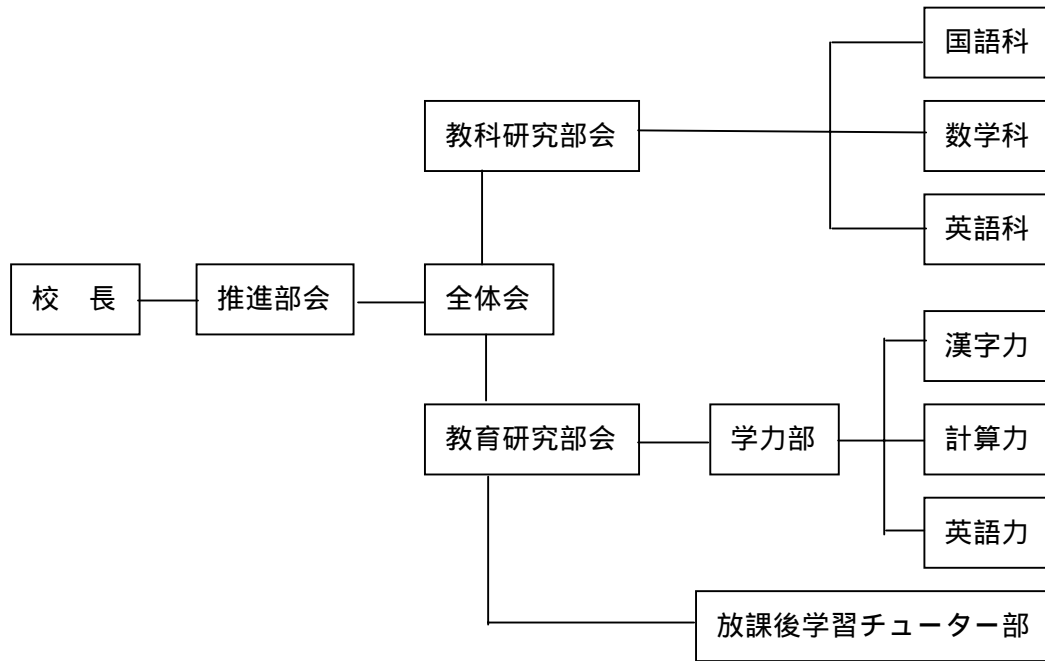 国語科
教科研究部会
数学科
英語科
校　長
推進部会
全体会
漢字力
教育研究部会
学力部
計算力
英語力
放課後学習チューター部